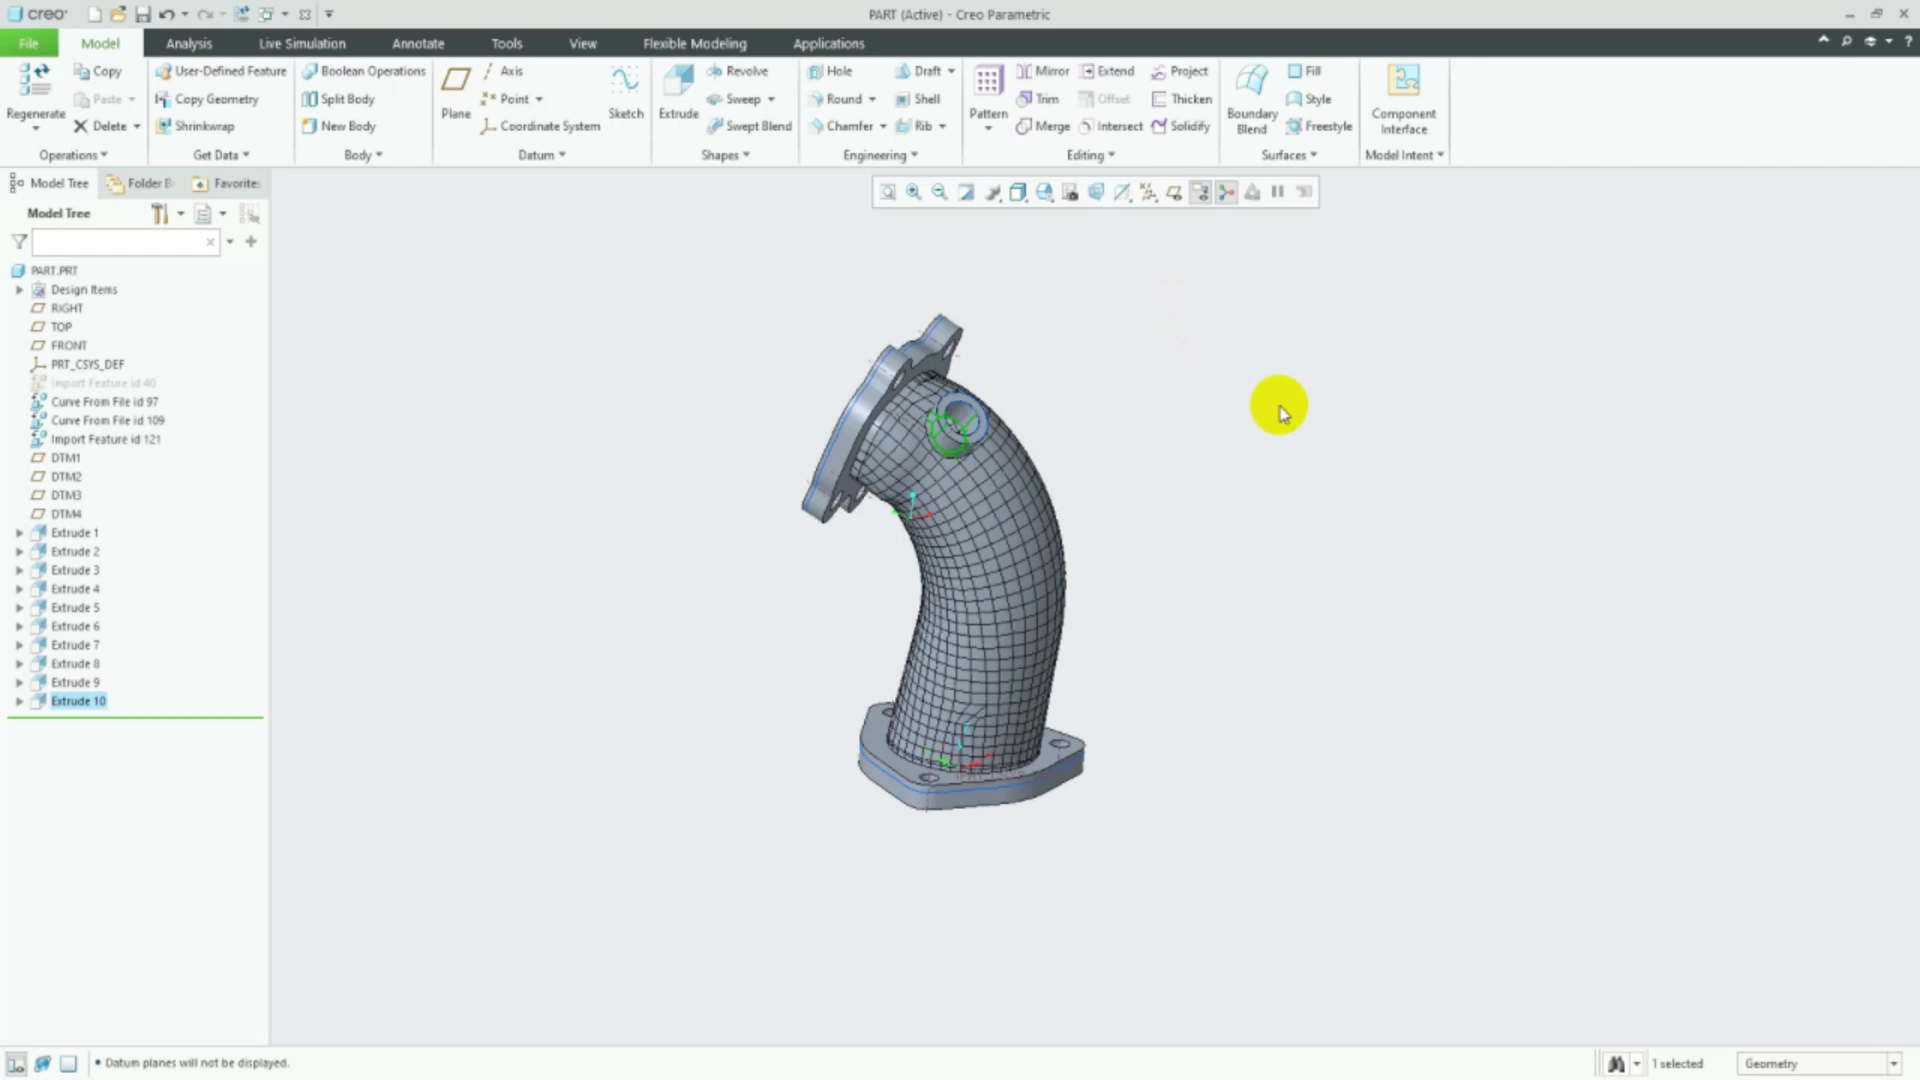 creo
PART (Active) - Creo Parametric
File Model Analysis Live Simulation Annotate Tools View Flexible Modeling Applications
Regenerate Copy Paste Delete
User-Defined Feature Copy Geometry Shrinkwrap
Boolean Operations Split Body New Body
Plane Axis Point Coordinate System Sketch
Extrude Revolve Sweep Swept Blend
Hole Round Chamfer Draft Shell Rib
Pattern Mirror Trim Merge Extend Offset Intersect Project Thicken Solidify
Boundary Blend Fill Style Freestyle
Component Interface
Operations Get Data Body Datum Shapes Engineering Editing Surfaces Model Intent
Model Tree Folder B Favorite:
Model Tree
PART.PRT
Design Items
RIGHT
TOP
FRONT
PRT_CSYS_DEF
Import Feature id 40
Curve From File id 97
Curve From File id 109
Import Feature id 121
DTM1
DTM2
DTM3
DTM4
Extrude 1
Extrude 2
Extrude 3
Extrude 4
Extrude 5
Extrude 6
Extrude 7
Extrude 8
Extrude 9
Extrude 10
• Datum planes will not be displayed.
1 selected
Geometry